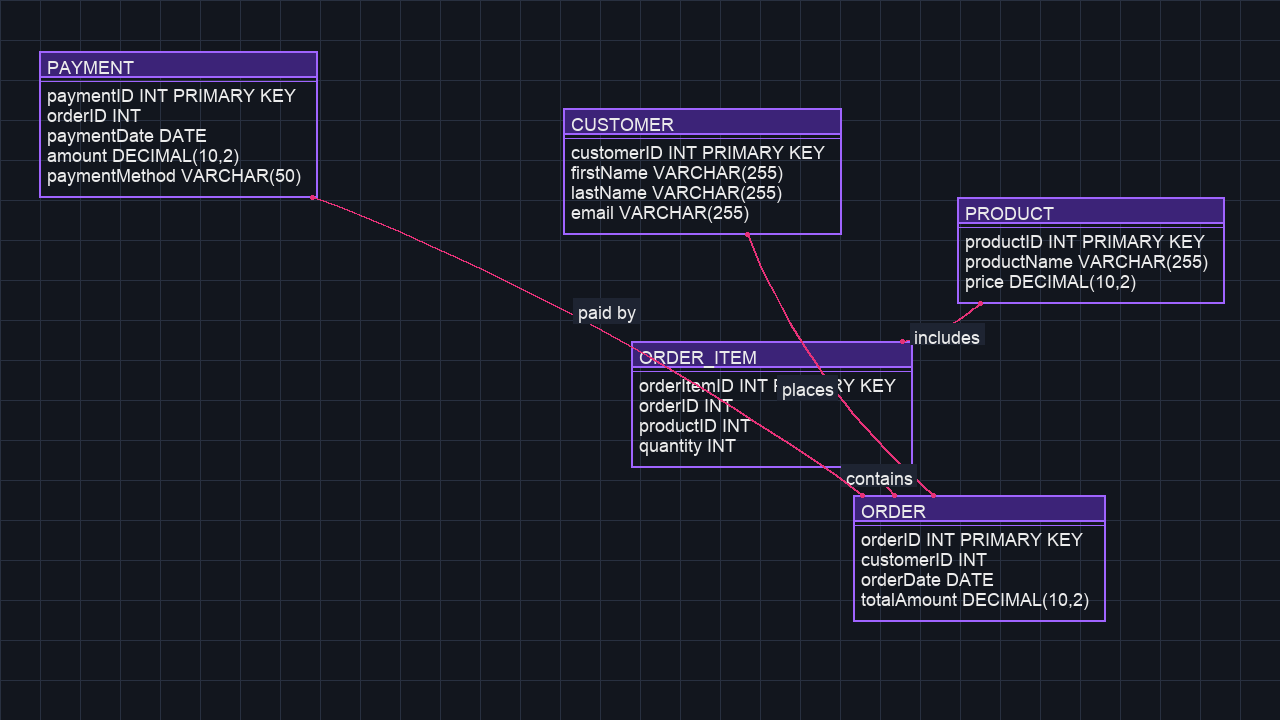 PAYMENT
paymentID INT PRIMARY KEY
orderID INT
paymentDate DATE
amount DECIMAL(10,2)
paymentMethod VARCHAR(50)
CUSTOMER
customerID INT PRIMARY KEY
firstName VARCHAR(255)
lastName VARCHAR(255)
email VARCHAR(255)
PRODUCT
productID INT PRIMARY KEY
productName VARCHAR(255)
price DECIMAL(10,2)
paid by
includes
ORDER_ITEM
orderItemID INT KEY
places
orderID INT
productID INT
quantity INT
contains
ORDER
orderID INT PRIMARY KEY
customerID INT
orderDate DATE
totalAmount DECIMAL(10,2)